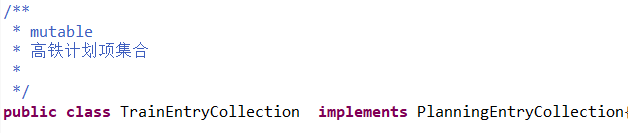 /**
 * mutable
 * 高铁计划项集合
 *
 */
public class TrainEntryCollection  implements PlanningEntryCollection{